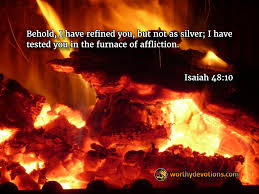 Behold, I have refined you, but not as silver; I have
tested you in the furnace of affliction.
Isaiah 48:10
worthydevotions.com